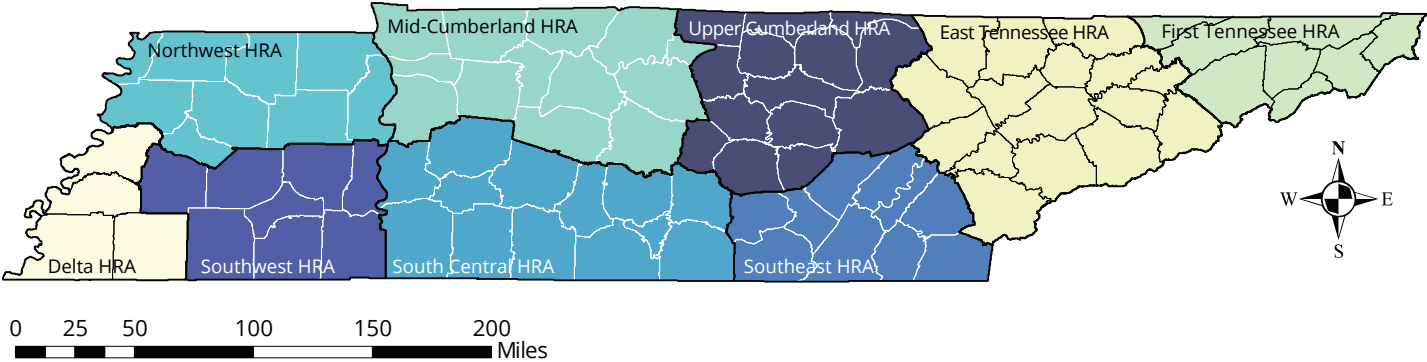 Northwest HRA
Mid-Cumberland HRA
Upper Cumberland HRA
East Tennessee HRA
First Tennessee HRA
Delta HRA
Southwest HRA
South Central HRA
Southeast HRA
N
W
E
S
0 25 50 100 150 200
Miles